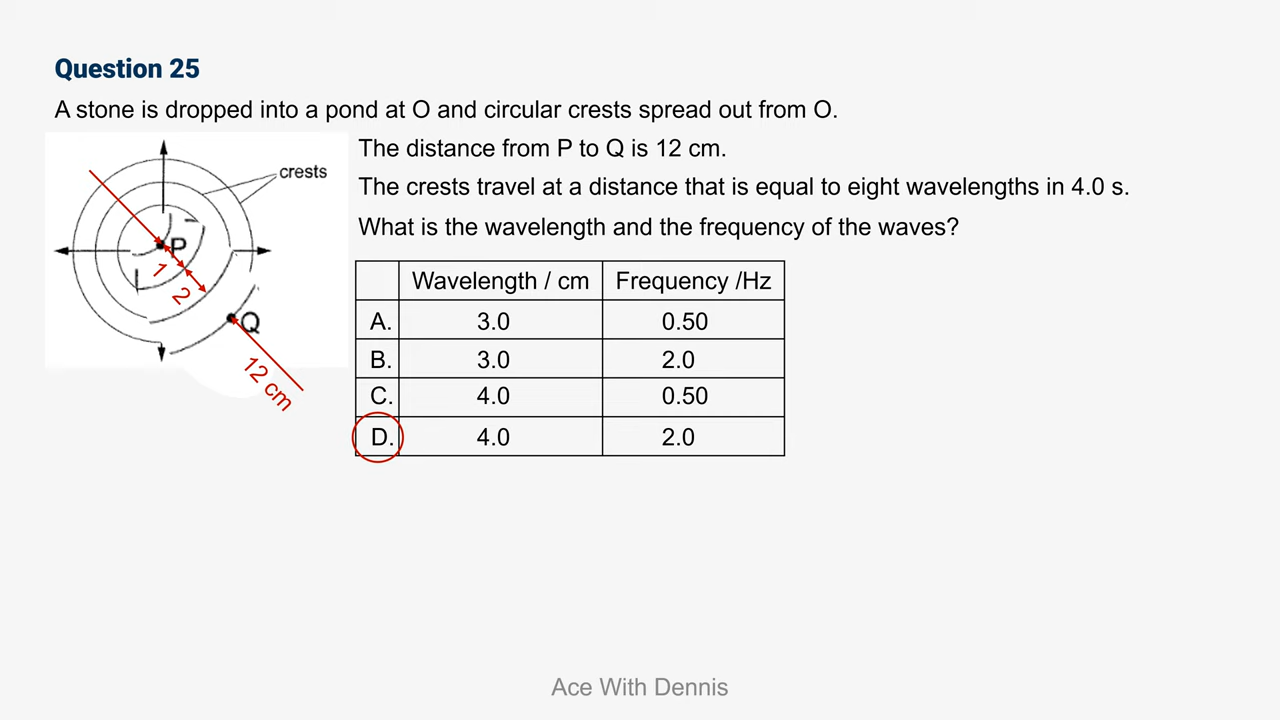 Question 25
A stone is dropped into a pond at O and circular crests spread out from O.
The distance from P to Q is 12 cm.
crests
The crests travel at a distance that is equal to eight wavelengths in 4.0 s.
What is the wavelength and the frequency of the waves?
P
1
2
Q
12 cm
Wavelength / cm Frequency /Hz
A. 3.0 0.50
B. 3.0 2.0
C. 4.0 0.50
D. 4.0 2.0
Ace With Dennis